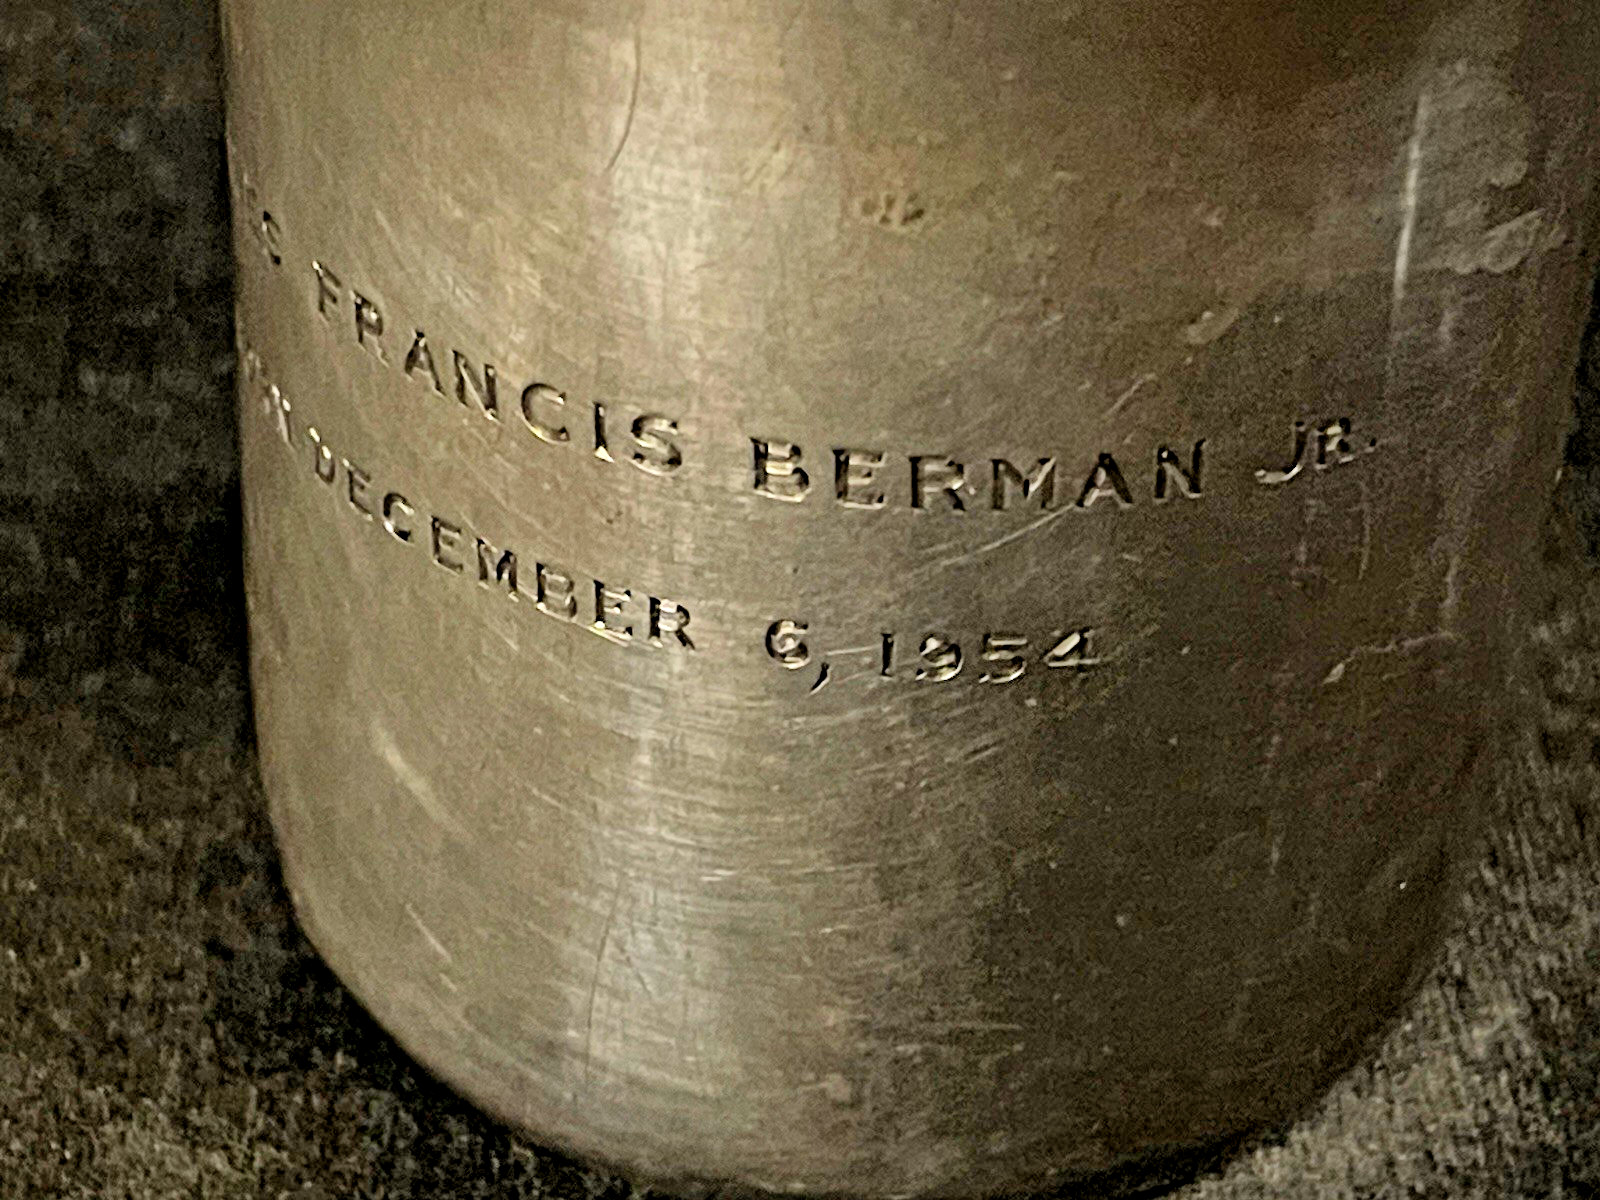 FRANCIS BERMAN JR.
DECEMBER 6, 1954